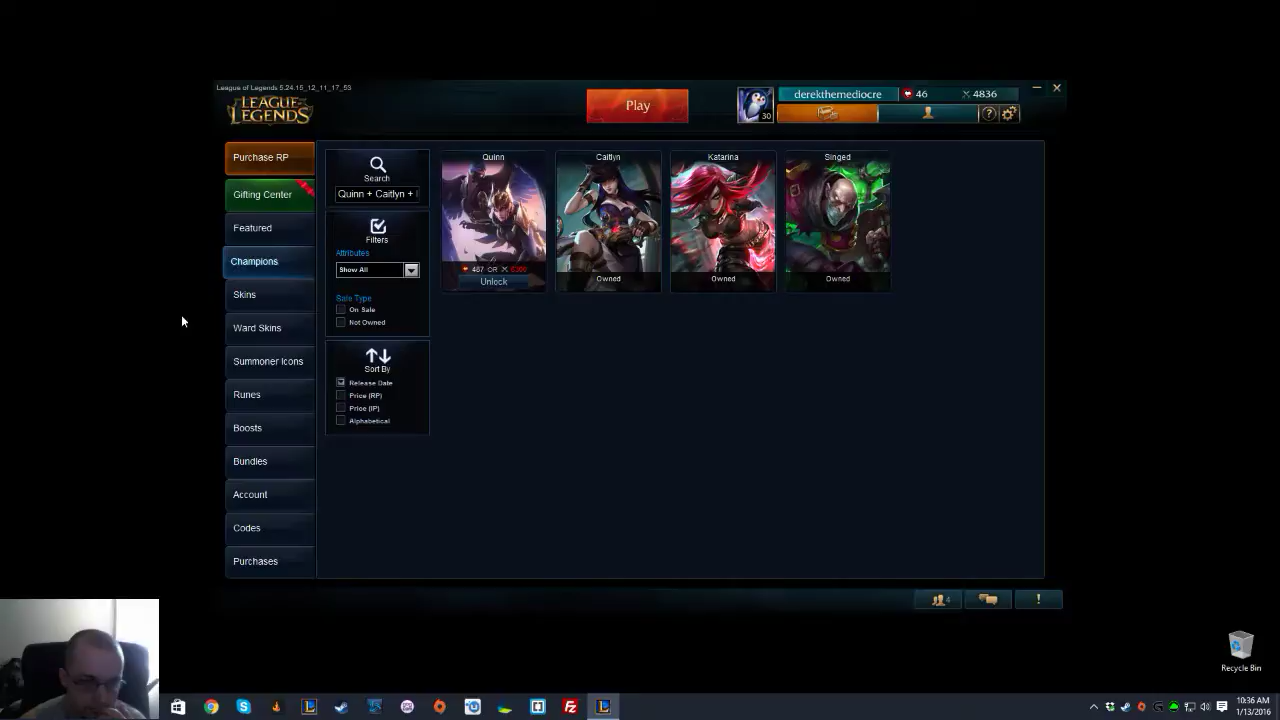 League of Legends 5.24.15_12_11_17_53
LEAGUE OF LEGENDS
Play
30
derekthemediocre
46
4836
?
Purchase RP
Gifting Center
Featured
Champions
Skins
Ward Skins
Summoner Icons
Runes
Boosts
Bundles
Account
Codes
Purchases
Search
Quinn + Caitlyn +
Filters
Attributes
Show All
Sale Type
On Sale
Not Owned
Sort By
Release Date
Price (RP)
Price (IP)
Alphabetical
Quinn
487 OR 6300
Unlock
Caitlyn
Owned
Katarina
Owned
Singed
Owned
4
!
Recycle Bin
10:36 AM
1/13/2016